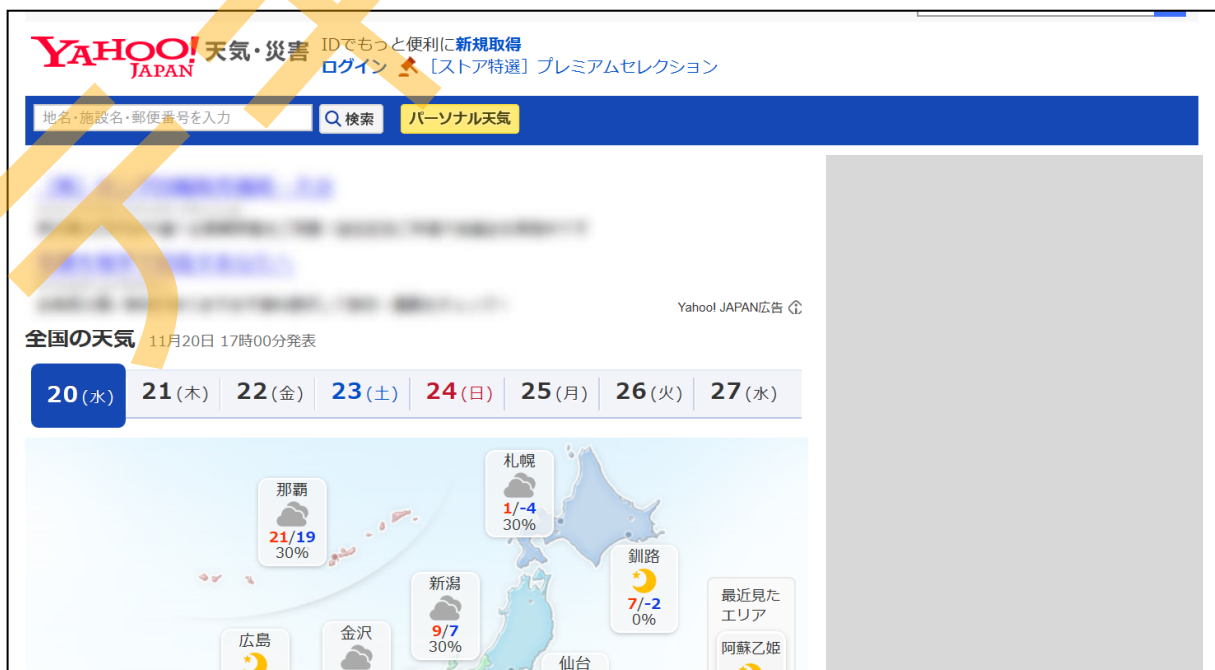 YAHOO! JAPAN 天気・災害
IDでもっと便利に新規取得
ログイン [ストア特選] プレミアムセレクション
地名・施設名・郵便番号を入力 検索 パーソナル天気
Yahoo! JAPAN広告
全国の天気 11月20日 17時00分発表
20(水) 21(木) 22(金) 23(土) 24(日) 25(月) 26(火) 27(水)
札幌
1/-4
30%
那覇
21/19
30%
釧路
7/-2
0%
新潟
9/7
30%
最近見た
エリア
阿蘇乙姫
広島
金沢
仙台